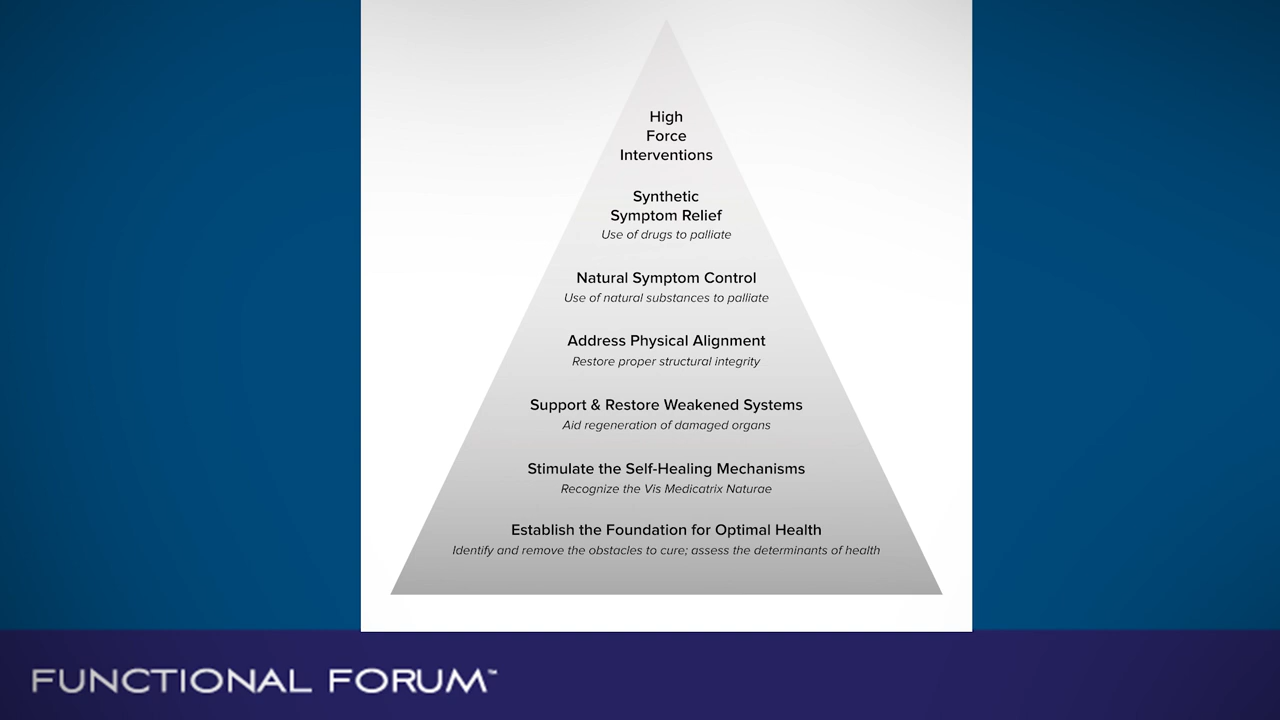 High
Force
Interventions
Synthetic
Symptom Relief
Use of drugs to palliate
Natural Symptom Control
Use of natural substances to palliate
Address Physical Alignment
Restore proper structural integrity
Support & Restore Weakened Systems
Aid regeneration of damaged organs
Stimulate the Self-Healing Mechanisms
Recognize the Vis Medicatrix Naturae
Establish the Foundation for Optimal Health
Identify and remove the obstacles to cure; assess the determinants of health
FUNCTIONAL FORUM™